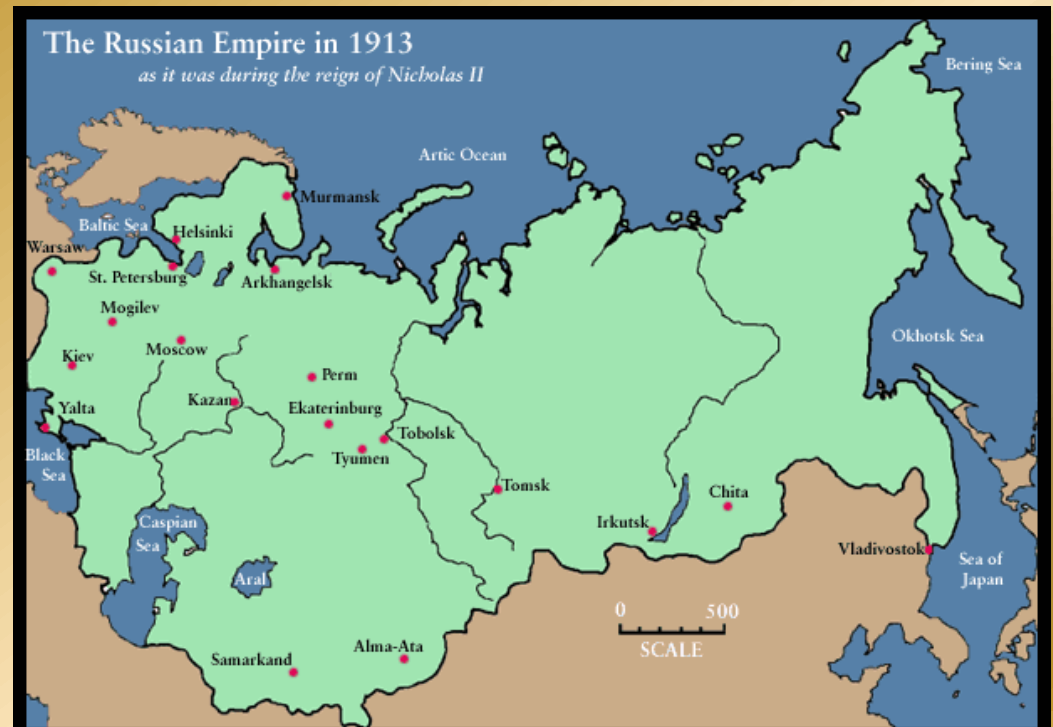 The Russian Empire in 1913
as it was during the reign of Nicholas II
Bering Sea
Artic Ocean
Murmansk
Baltic Sea
Helsinki
Warsaw
St. Petersburg
Arkhangelsk
Mogilev
Okhotsk Sea
Moscow
Kiev
Perm
Kazan
Ekaterinburg
Yalta
Tobolsk
Tyumen
Black
Sea
Tomsk
Chita
Irkutsk
Caspian
Sea
Vladivostok
Sea of
Japan
Aral
0 500
SCALE
Alma-Ata
Samarkand